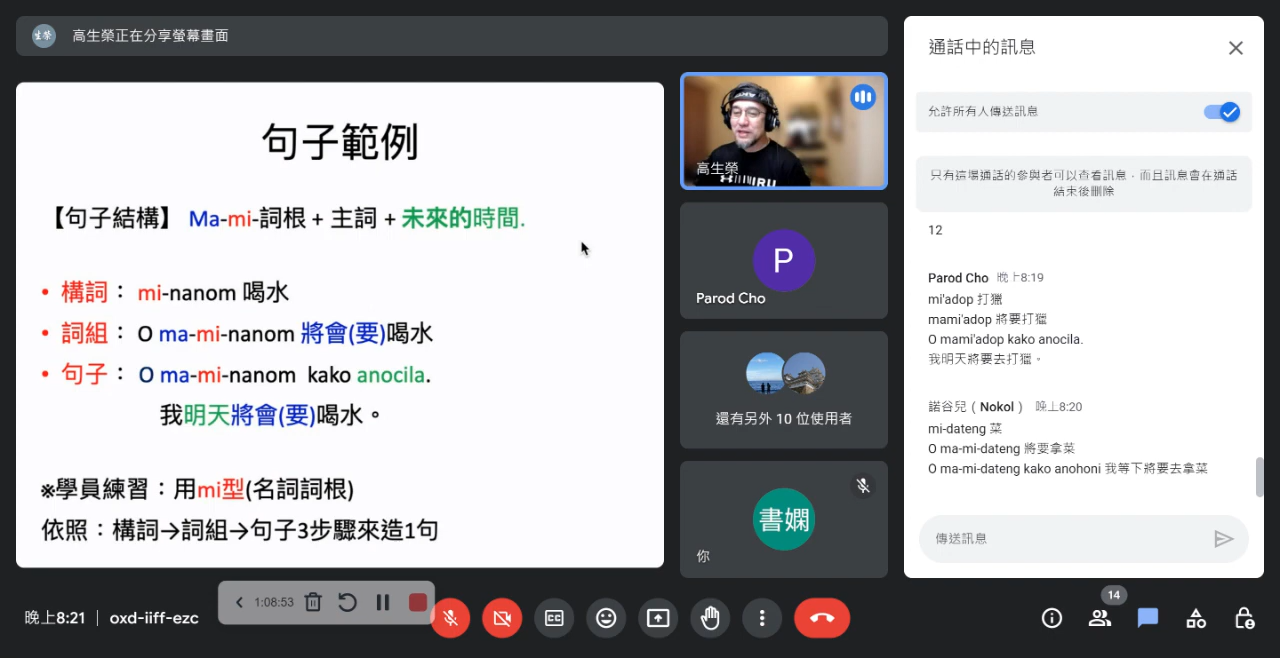 生榮 高生榮正在分享螢幕畫面
句子範例
【句子結構】 Ma-mi-詞根 + 主詞 + 未來的時間.
• 構詞： mi-nanom 喝水
• 詞組： O ma-mi-nanom 將會(要)喝水
• 句子： O ma-mi-nanom kako anocila.
我明天將會(要)喝水。
※學員練習：用mi型(名詞詞根)
依照：構詞→詞組→句子3步驟來造1句
高生榮
P
Parod Cho
還有另外 10 位使用者
書嫻
你
通話中的訊息
允許所有人傳送訊息
只有這場通話的參與者可以查看訊息，而且訊息會在通話
結束後刪除
12
Parod Cho 晚上8:19
mi'adop 打獵
mami'adop 將要打獵
O mami'adop kako anocila.
我明天將要去打獵。
諾谷兒 ( Nokol ) 晚上8:20
mi-dateng 菜
O ma-mi-dateng 將要拿菜
O ma-mi-dateng kako anohoni 我等下將要去拿菜
傳送訊息
晚上8:21 | oxd-iiff-ezc
1:08:53
14